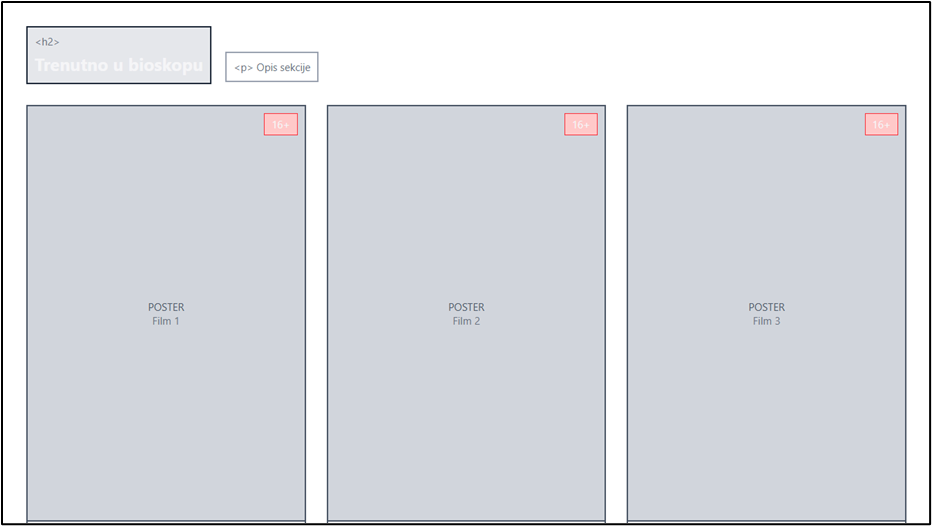 <h2>
Trenutno u bioskopu
<p> Opis sekcije
16+
16+
16+
POSTER
Film 1
POSTER
Film 2
POSTER
Film 3